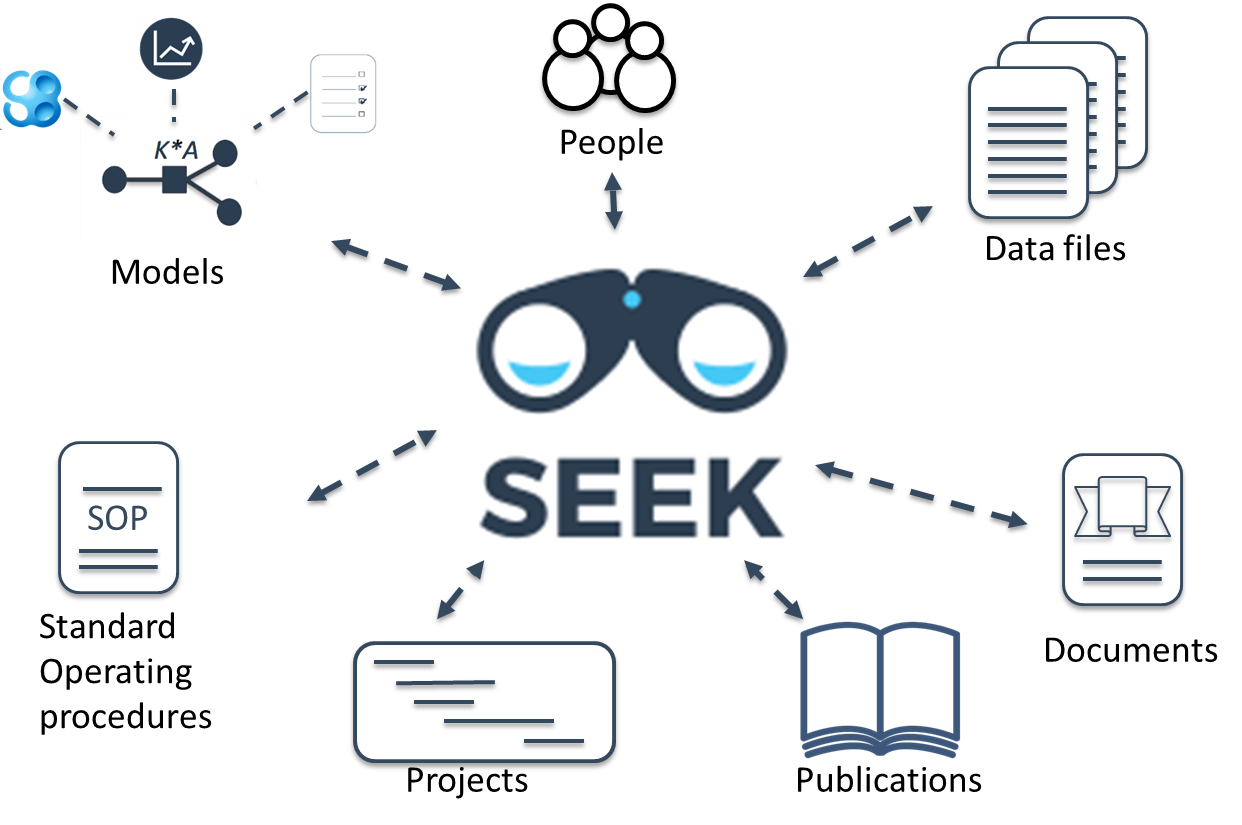 K*A
People
Data files
Models
SEEK
SOP
Standard
Operating
procedures
Documents
Projects
Publications